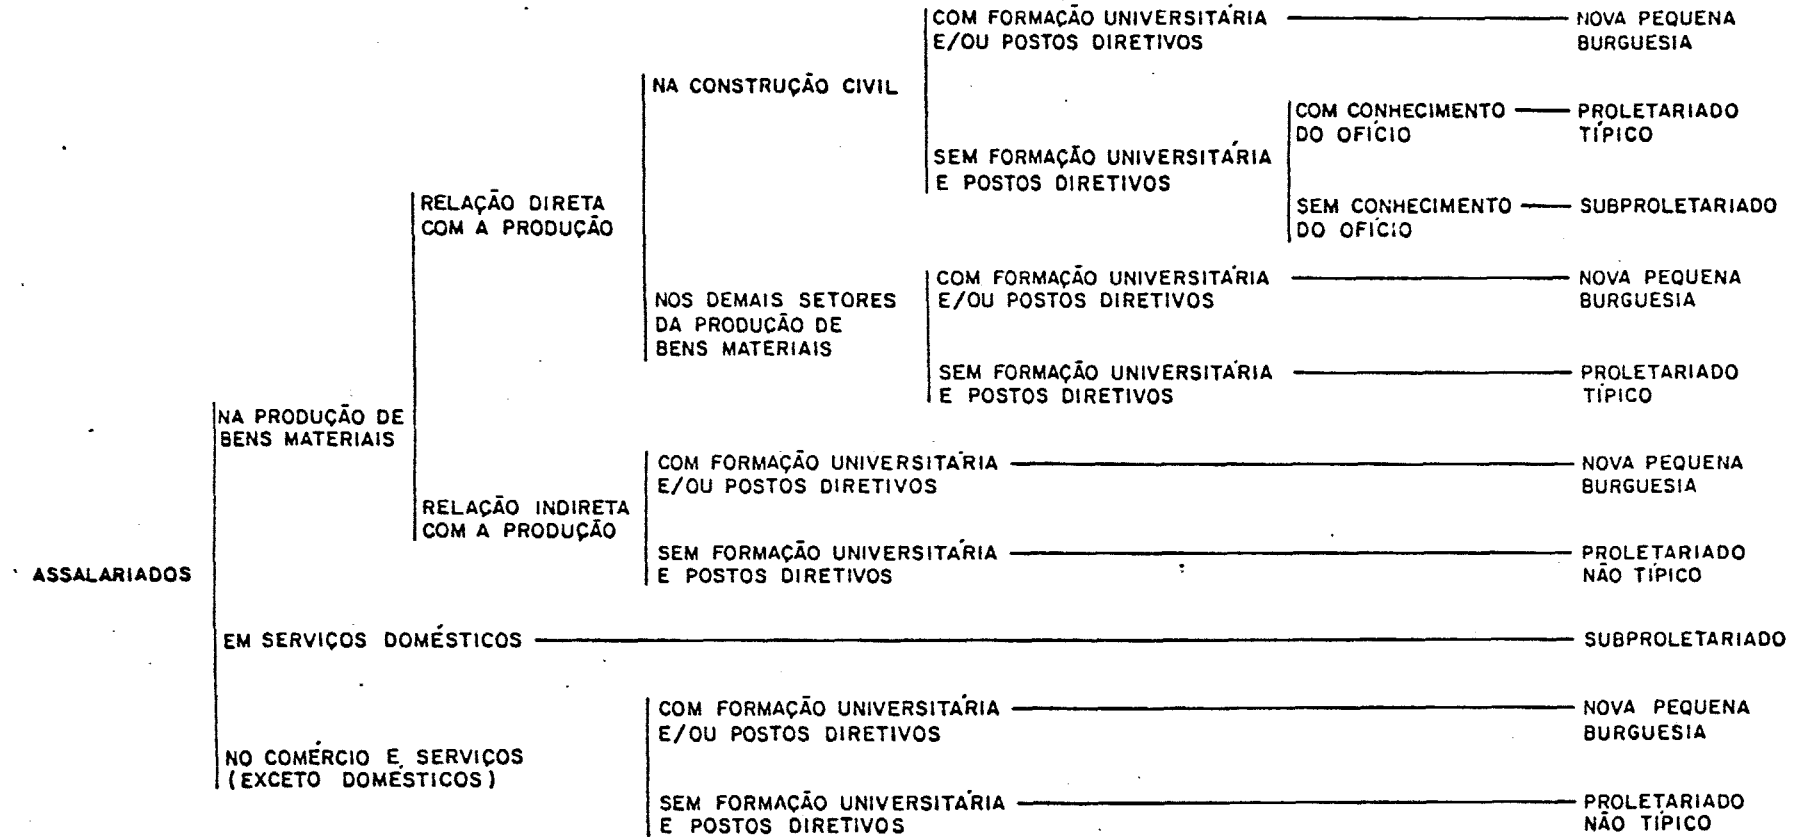 COM FORMAÇÃO UNIVERSITÁRIA
E/OU POSTOS DIRETIVOS
NOVA PEQUENA
BURGUESIA
NA CONSTRUÇÃO CIVIL
COM CONHECIMENTO
DO OFÍCIO
PROLETARIADO
TÍPICO
SEM FORMAÇÃO UNIVERSITÁRIA
E POSTOS DIRETIVOS
RELAÇÃO DIRETA
COM A PRODUÇÃO
SEM CONHECIMENTO
DO OFÍCIO
SUBPROLETARIADO
NOS DEMAIS SETORES
DA PRODUÇÃO DE
BENS MATERIAIS
COM FORMAÇÃO UNIVERSITÁRIA
E/OU POSTOS DIRETIVOS
NOVA PEQUENA
BURGUESIA
SEM FORMAÇÃO UNIVERSITÁRIA
E POSTOS DIRETIVOS
PROLETARIADO
TÍPICO
NA PRODUÇÃO DE
BENS MATERIAIS
COM FORMAÇÃO UNIVERSITÁRIA
E/OU POSTOS DIRETIVOS
NOVA PEQUENA
BURGUESIA
RELAÇÃO INDIRETA
COM A PRODUÇÃO
SEM FORMAÇÃO UNIVERSITÁRIA
E POSTOS DIRETIVOS
PROLETARIADO
NÃO TÍPICO
ASSALARIADOS
EM SERVIÇOS DOMÉSTICOS
SUBPROLETARIADO
COM FORMAÇÃO UNIVERSITÁRIA
E/OU POSTOS DIRETIVOS
NOVA PEQUENA
BURGUESIA
NO COMÉRCIO E SERVIÇOS
(EXCETO DOMÉSTICOS)
SEM FORMAÇÃO UNIVERSITÁRIA
E POSTOS DIRETIVOS
PROLETARIADO
NÃO TÍPICO